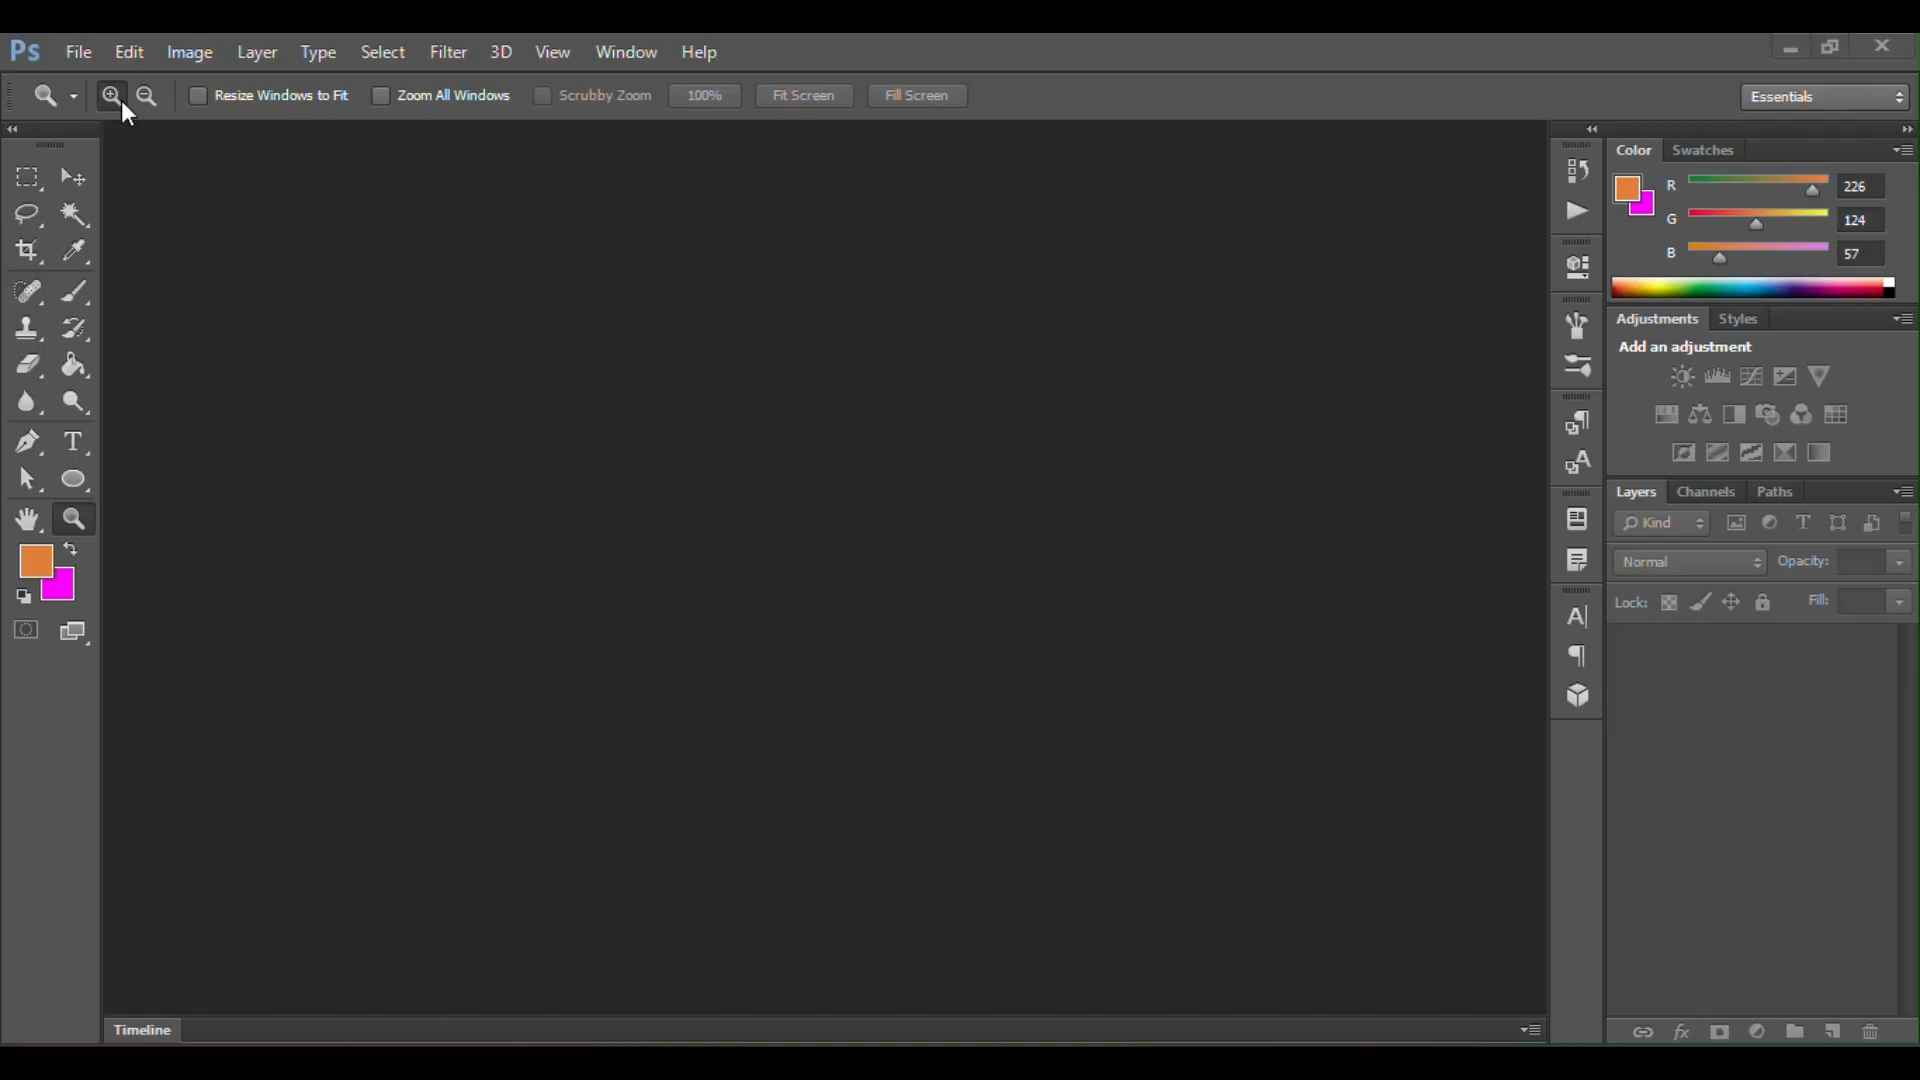 Ps File Edit Image Layer Type Select Filter 3D View Window Help
Resize Windows to Fit Zoom All Windows Scrubby Zoom 100% Fit Screen Fill Screen Essentials
Color Swatches
R 226
G 124
B 57
Adjustments Styles
Add an adjustment
T
Layers Channels Paths
Kind T
Normal Opacity:
Lock: Fill:
A
A|
Timeline
fx